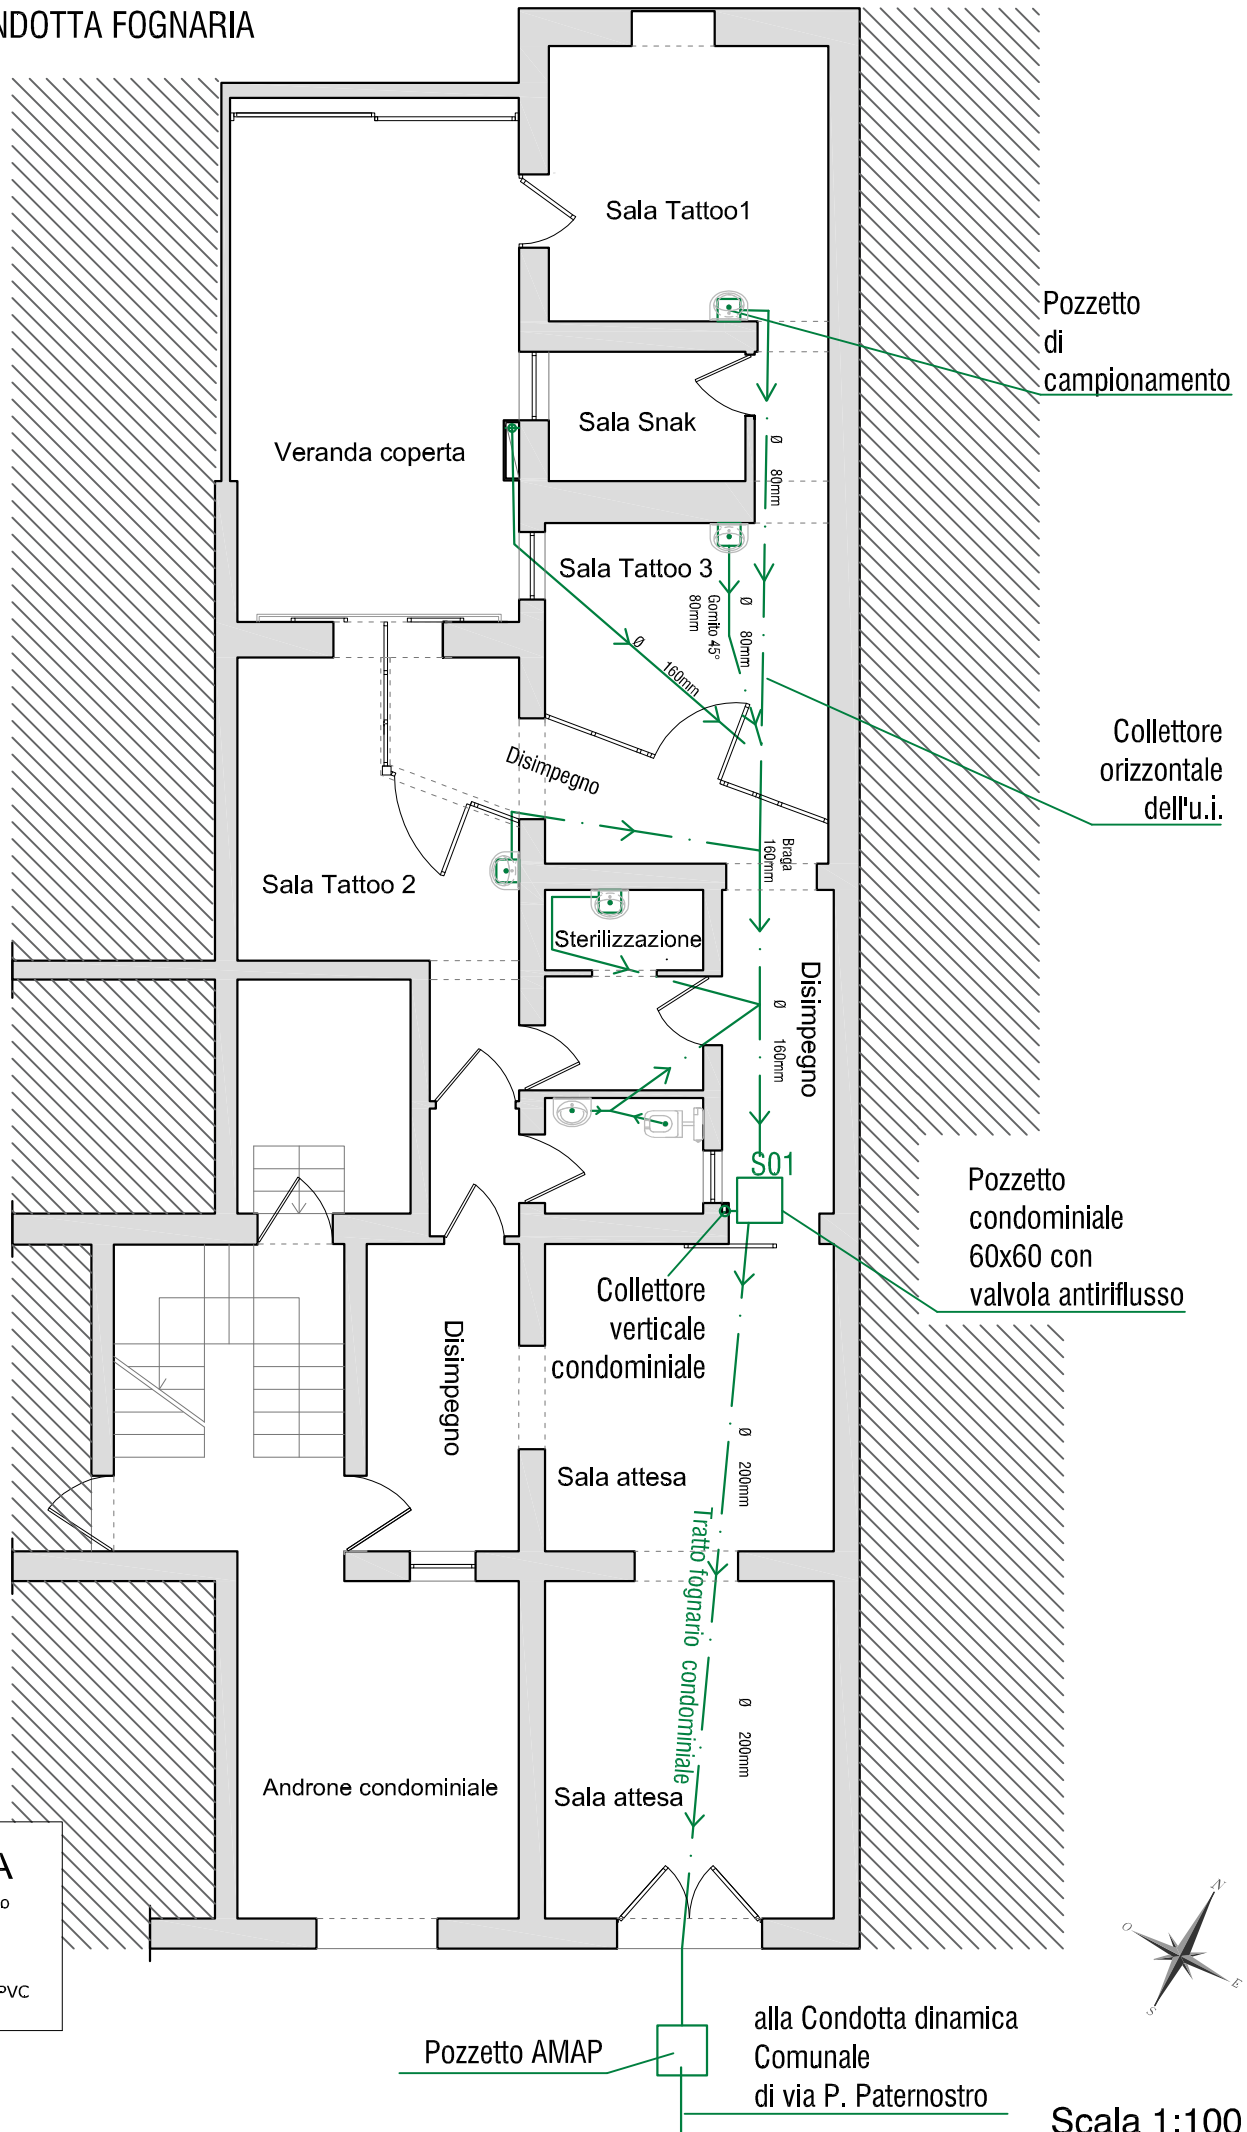 NDOTTA FOGNARIA
Sala Tattoo1
Pozzetto
di
campionamento
Sala Snak
Veranda coperta
Ø 80mm
Sala Tattoo 3
Gomito 45°
80mm
Ø 80mm
Ø 160mm
Collettore
orizzontale
dell'u.i.
Disimpegno
Braga
160mm
Sala Tattoo 2
Sterilizzazione
Disimpegno
Ø 160mm
S01
Pozzetto
condominiale
60x60 con
valvola antiriflusso
Collettore
verticale
condominiale
Disimpegno
Ø 200mm
Sala attesa
Tratto fognario condominiale
Ø 200mm
Androne condominiale
Sala attesa
A
o
PVC
N
O
E
S
Pozzetto AMAP
alla Condotta dinamica
Comunale
di via P. Paternostro
Scala 1:100